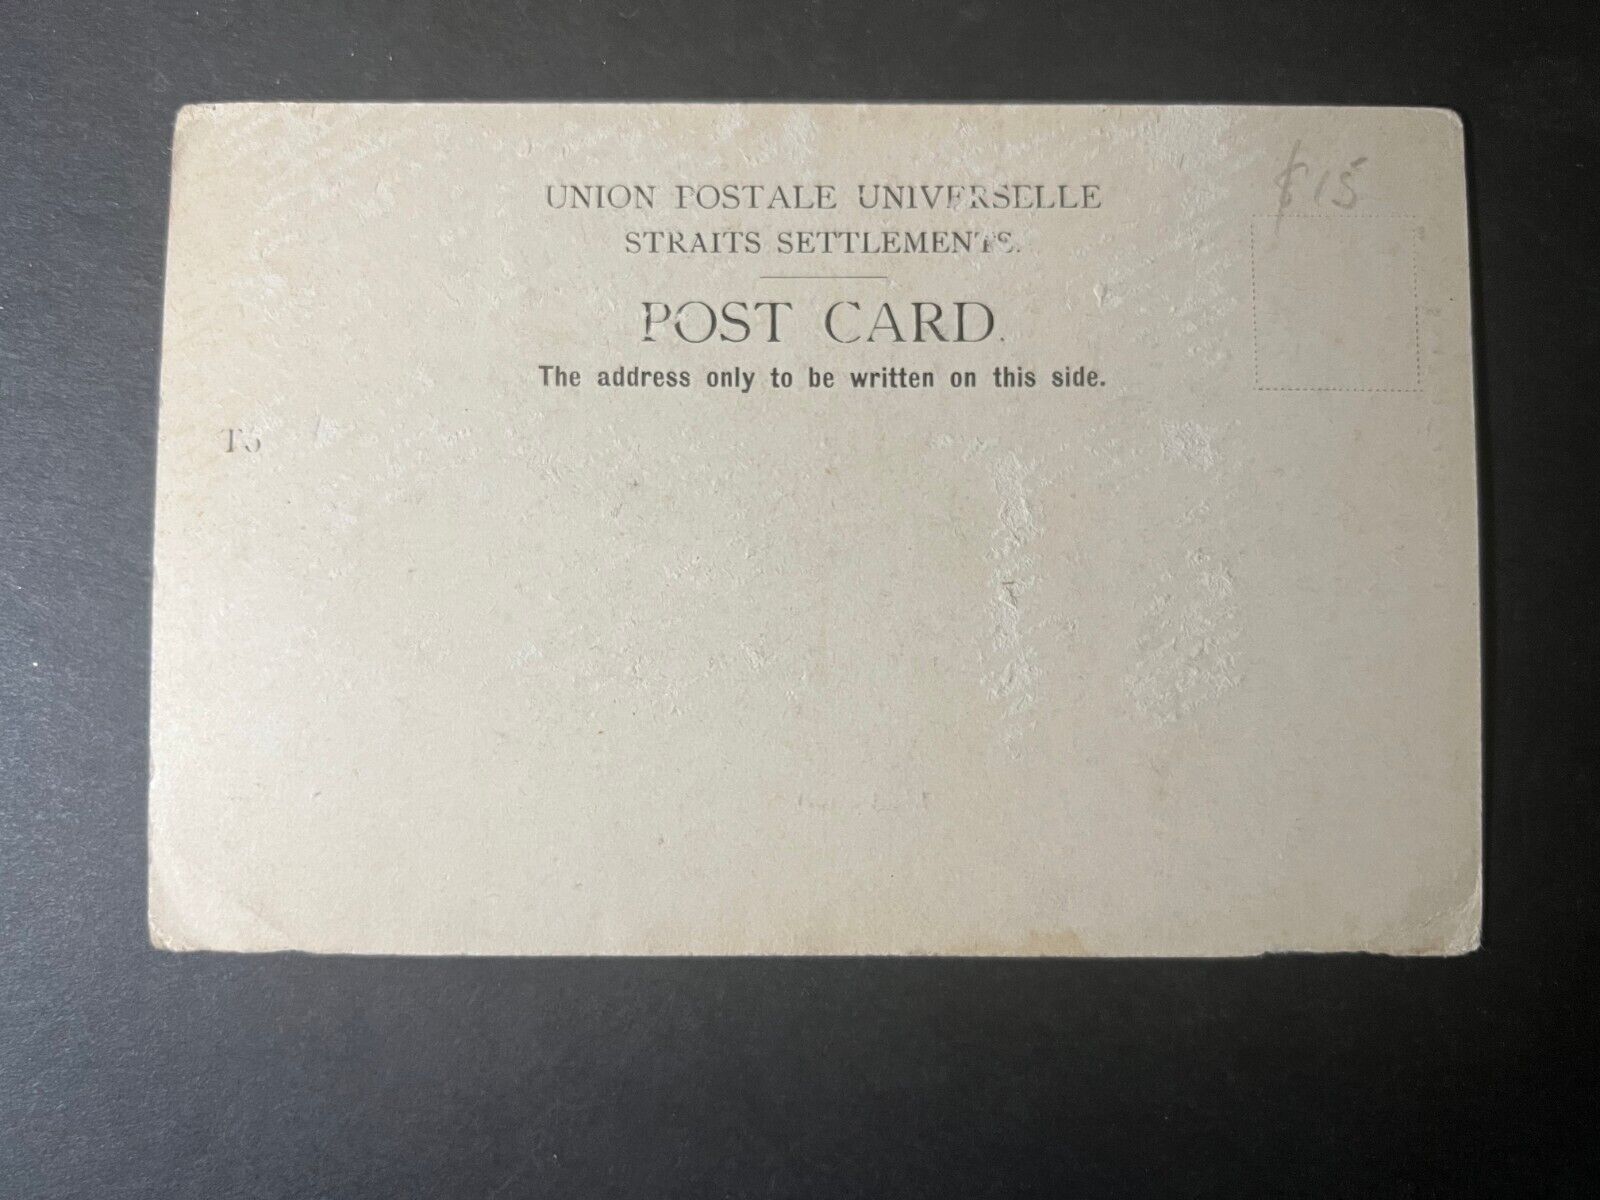 $15
UNION POSTALE UNIVERSELLE
STRAITS SETTLEMENTS.
POST CARD.
The address only to be written on this side.
To